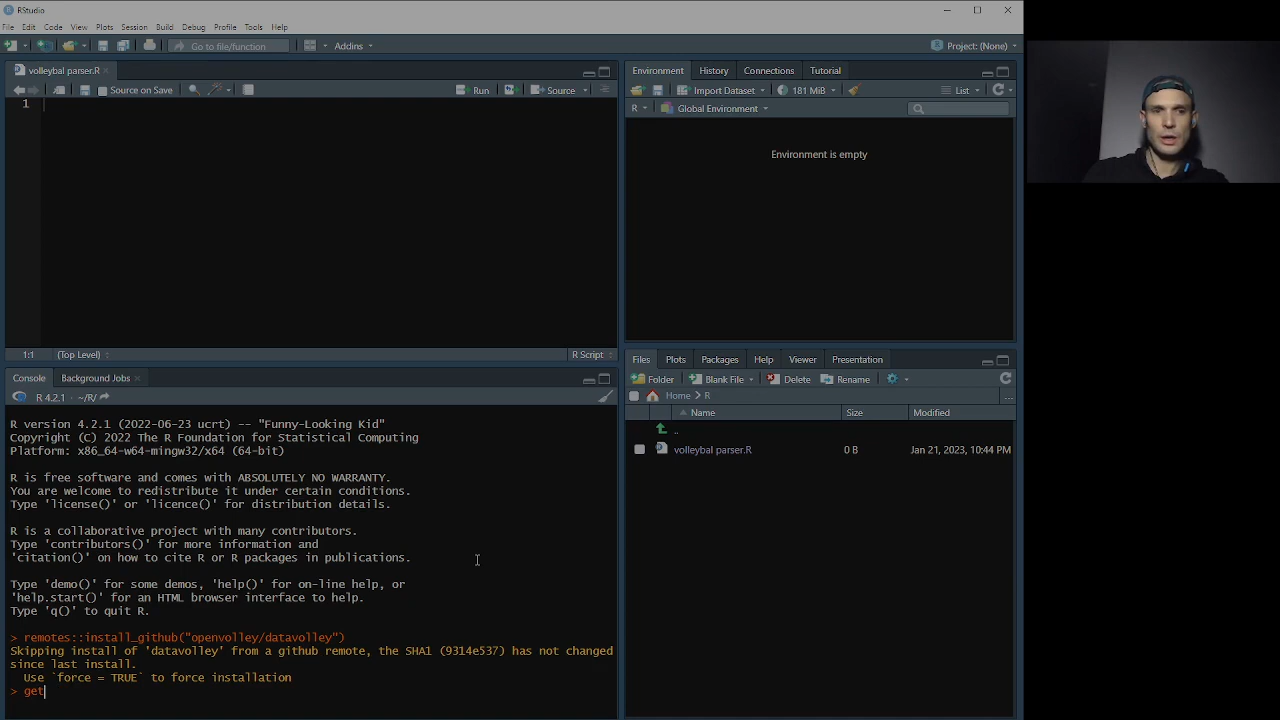 RStudio
File Edit Code View Plots Session Build Debug Profile Tools Help
Go to file/function Addins Project: (None)
volleybal parser.R
Source on Save Run Source
1
1:1 (Top Level) R Script
Environment History Connections Tutorial
Import Dataset 181 MiB List
R Global Environment
Environment is empty
Console Background Jobs
R 4.2.1 ~/R/
R version 4.2.1 (2022-06-23 ucrt) -- "Funny-Looking Kid"
Copyright (C) 2022 The R Foundation for Statistical Computing
Platform: x86_64-w64-mingw32/x64 (64-bit)
R is free software and comes with ABSOLUTELY NO WARRANTY.
You are welcome to redistribute it under certain conditions.
Type 'license()' or 'licence()' for distribution details.
R is a collaborative project with many contributors.
Type 'contributors()' for more information and
'citation()' on how to cite R or R packages in publications.
Type 'demo()' for some demos, 'help()' for on-line help, or
'help.start()' for an HTML browser interface to help.
Type 'q()' to quit R.
> remotes::install_github("openvolley/datavolley")
Skipping install of 'datavolley' from a github remote, the SHA1 (9314e537) has not changed
since last install.
Use `force = TRUE` to force installation
> get
Files Plots Packages Help Viewer Presentation
Folder Blank File Delete Rename
Home > R ...
Name Size Modified
..
volleybal parser.R 0 B Jan 21, 2023, 10:44 PM